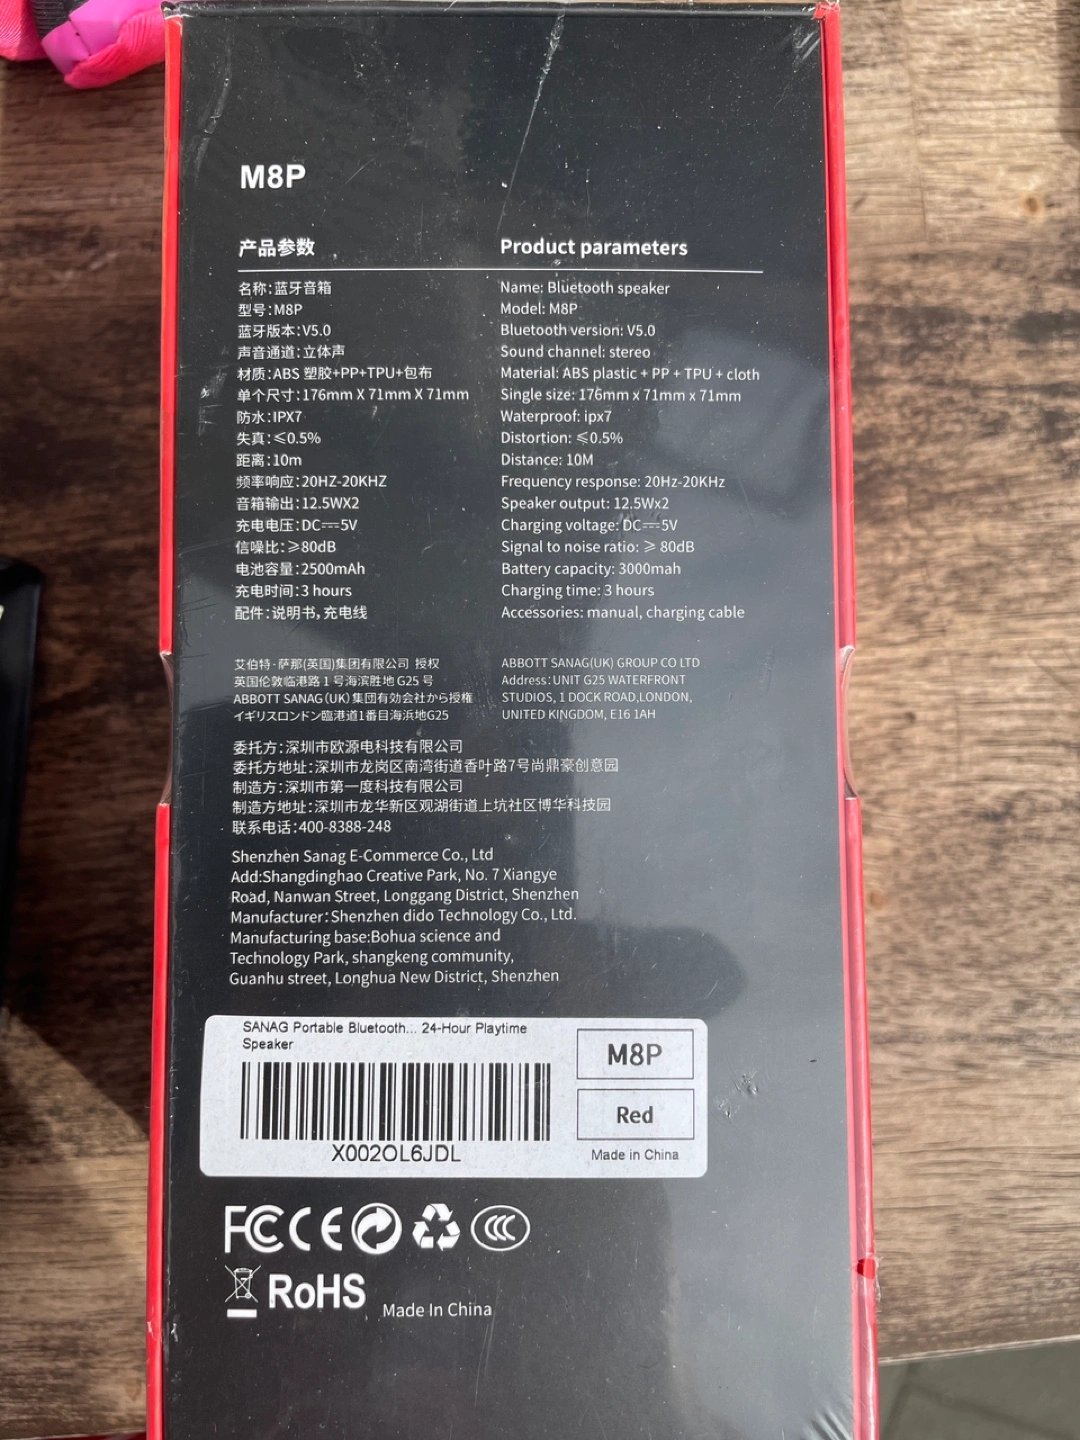 M8P
产品参数
名称:蓝牙音箱
型号:M8P
蓝牙版本:V5.0
声音通道:立体声
材质:ABS 塑胶+PP+TPU+包布
单个尺寸:176mm X 71mm X 71mm
防水:IPX7
失真:≤0.5%
距离:10m
频率响应:20HZ-20KHZ
音箱输出:12.5WX2
充电电压:DC⎓5V
信噪比:≥80dB
电池容量:2500mAh
充电时间:3 hours
配件:说明书,充电线
Product parameters
Name: Bluetooth speaker
Model: M8P
Bluetooth version: V5.0
Sound channel: stereo
Material: ABS plastic + PP + TPU + cloth
Single size: 176mm x 71mm x 71mm
Waterproof: ipx7
Distortion: ≤0.5%
Distance: 10M
Frequency response: 20Hz-20KHz
Speaker output: 12.5Wx2
Charging voltage: DC⎓5V
Signal to noise ratio: ≥ 80dB
Battery capacity: 3000mah
Charging time: 3 hours
Accessories: manual, charging cable
艾伯特·萨那(英国)集团有限公司 授权
英国伦敦临港路 1 号海滨胜地 G25 号
ABBOTT SANAG(UK)集団有効会社から授権
イギリスロンドン臨港道1番目海浜地G25
ABBOTT SANAG(UK) GROUP CO LTD
Address:UNIT G25 WATERFRONT
STUDIOS, 1 DOCK ROAD,LONDON,
UNITED KINGDOM, E16 1AH
委托方:深圳市欧源电科技有限公司
委托方地址:深圳市龙岗区南湾街道香叶路7号尚鼎豪创意园
制造方:深圳市第一度科技有限公司
制造方地址:深圳市龙华新区观湖街道上坑社区博华科技园
联系电话:400-8388-248
Shenzhen Sanag E-Commerce Co., Ltd
Add:Shangdinghao Creative Park, No. 7 Xiangye
Road, Nanwan Street, Longgang District, Shenzhen
Manufacturer:Shenzhen dido Technology Co., Ltd.
Manufacturing base:Bohua science and
Technology Park, shangkeng community,
Guanhu street, Longhua New District, Shenzhen
SANAG Portable Bluetooth... 24-Hour Playtime
Speaker
X002OL6JDL
M8P
Red
Made in China
FC CE CCC
RoHS
Made In China